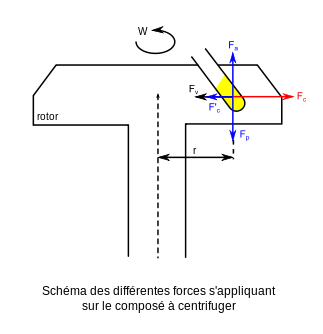 W
Fa
Fv
F'c
Fc
rotor
Fp
r
Schéma des différentes forces s'appliquant
sur le composé à centrifuger